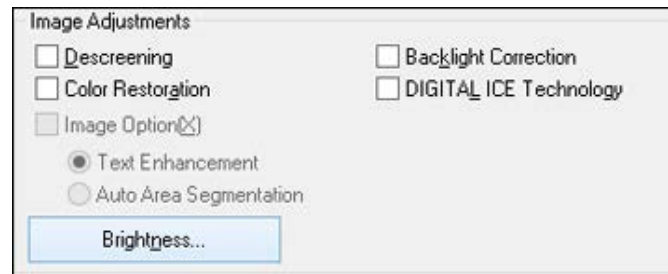 Image Adjustments
Descreening
Backlight Correction
Color Restoration
DIGITAL ICE Technology
Image Option(X)
Text Enhancement
Auto Area Segmentation
Brightness...